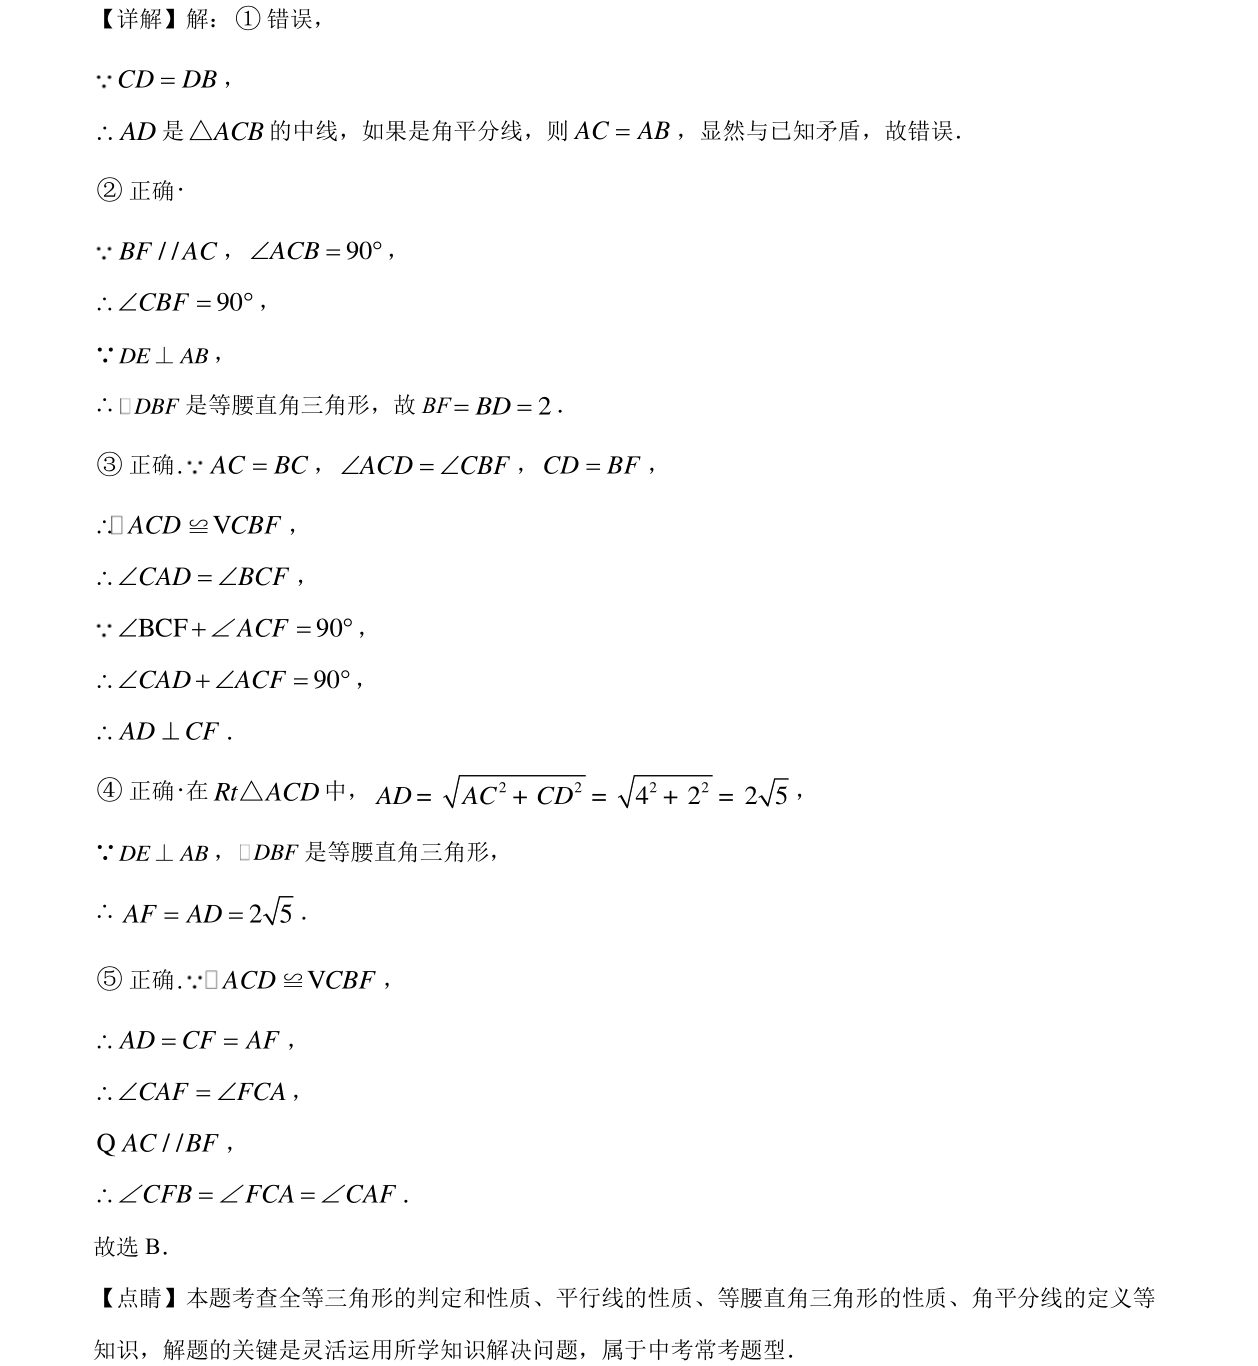 【详解】解：① 错误，
∵CD = DB，
∴ AD 是 △ACB 的中线，如果是角平分线，则 AC = AB，显然与已知矛盾，故错误．
② 正确·
∵BF / /AC，∠ACB = 90°，
∴∠CBF = 90°，
∵DE ⊥ AB，
∴ □DBF 是等腰直角三角形，故 BF= BD = 2．
③ 正确.∵ AC = BC，∠ACD = ∠CBF，CD = BF，
∴□ ACD ≌ VCBF，
∴∠CAD = ∠BCF，
∵∠BCF+∠ACF = 90°，
∴∠CAD+∠ACF = 90°，
∴ AD ⊥ CF．
④ 正确·在 Rt△ACD 中，AD = √(AC² + CD²) = √(4² + 2²) = 2√5，
∵DE ⊥ AB，□DBF 是等腰直角三角形，
∴ AF = AD = 2√5．
⑤ 正确.∵□ ACD ≌ VCBF，
∴ AD = CF = AF，
∴∠CAF = ∠FCA，
Q AC / /BF，
∴∠CFB = ∠FCA = ∠CAF．
故选 B．
【点睛】本题考查全等三角形的判定和性质、平行线的性质、等腰直角三角形的性质、角平分线的定义等
知识，解题的关键是灵活运用所学知识解决问题，属于中考常考题型．